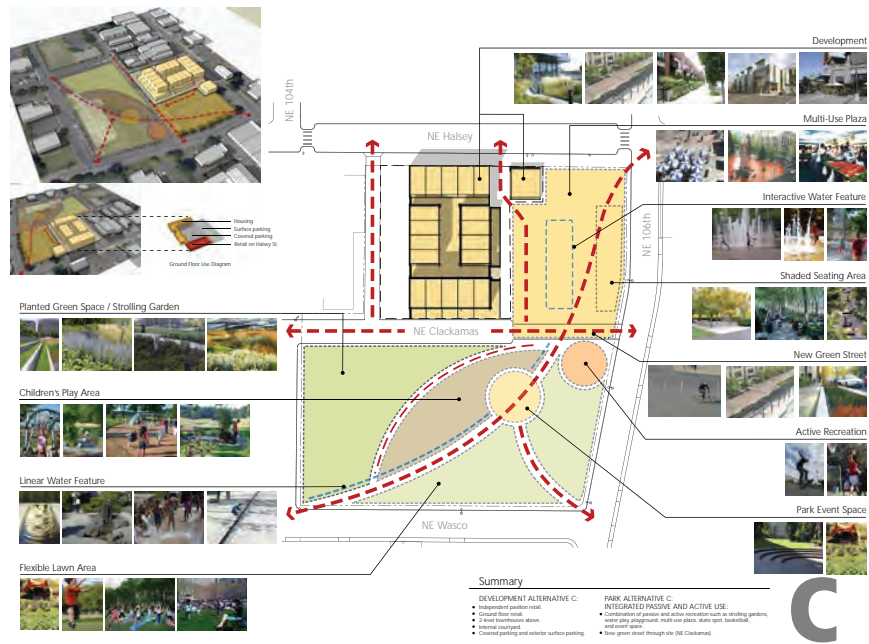 Development
NE 104th
Multi-Use Plaza
NE Halsey
Interactive Water Feature
NE 106th
Housing
Surface parking
Covered parking
Retail on Halsey St.
Ground Floor Use Diagram
Shaded Seating Area
Planted Green Space / Strolling Garden
NE Clackamas
New Green Street
Children's Play Area
Active Recreation
Linear Water Feature
Park Event Space
NE Wasco
Flexible Lawn Area
Summary
DEVELOPMENT ALTERNATIVE C:
• Independent pavilion retail.
• Ground floor retail.
• 2-level townhouses above.
• Internal courtyard.
• Covered parking and exterior surface parking.
PARK ALTERNATIVE C:
INTEGRATED PASSIVE AND ACTIVE USE:
• Combination of passive and active recreation such as strolling gardens,
water play, playground, multi-use plaza, skate spot, basketball,
and event space.
• New green street through site (NE Clackamas).
C